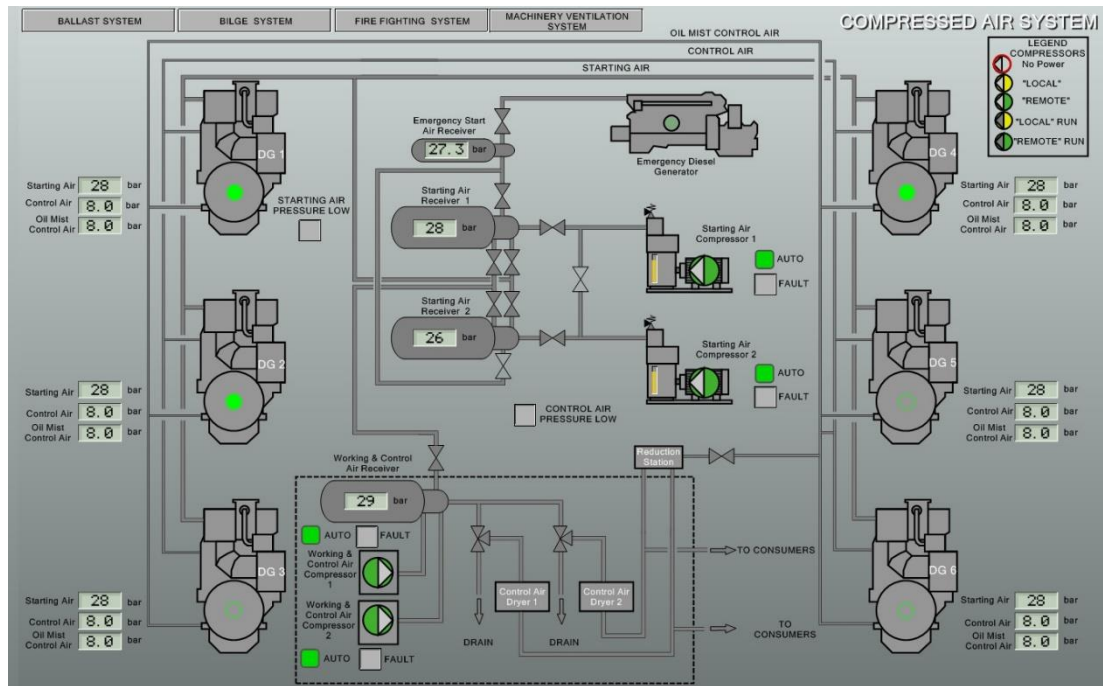 BALLAST SYSTEM
BILGE SYSTEM
FIRE FIGHTING SYSTEM
MACHINERY VENTILATION
SYSTEM
COMPRESSED AIR SYSTEM
OIL MIST CONTROL AIR
CONTROL AIR
STARTING AIR
LEGEND
COMPRESSORS
No Power
"LOCAL"
"REMOTE"
"LOCAL" RUN
"REMOTE" RUN
DG 1
Starting Air 28 bar
Control Air 8.0 bar
Oil Mist
Control Air 8.0 bar
STARTING AIR
PRESSURE LOW
Emergency Start
Air Receiver
27.3 bar
Emergency Diesel
Generator
Starting Air
Receiver 1
28 bar
Starting Air
Compressor 1
AUTO
FAULT
DG 4
Starting Air 28 bar
Control Air 8.0 bar
Oil Mist
Control Air 8.0 bar
DG 2
Starting Air 28 bar
Control Air 8.0 bar
Oil Mist
Control Air 8.0 bar
Starting Air
Receiver 2
26 bar
Starting Air
Compressor 2
AUTO
FAULT
CONTROL AIR
PRESSURE LOW
DG 5
Starting Air 28 bar
Control Air 8.0 bar
Oil Mist
Control Air 8.0 bar
Working & Control
Air Receiver
29 bar
Reduction
Station
AUTO FAULT
Working &
Control Air
Compressor
1
Working &
Control Air
Compressor
2
AUTO FAULT
Control Air
Dryer 1
Control Air
Dryer 2
DRAIN
DRAIN
TO CONSUMERS
TO
CONSUMERS
DG 3
Starting Air 28 bar
Control Air 8.0 bar
Oil Mist
Control Air 8.0 bar
DG 6
Starting Air 28 bar
Control Air 8.0 bar
Oil Mist
Control Air 8.0 bar